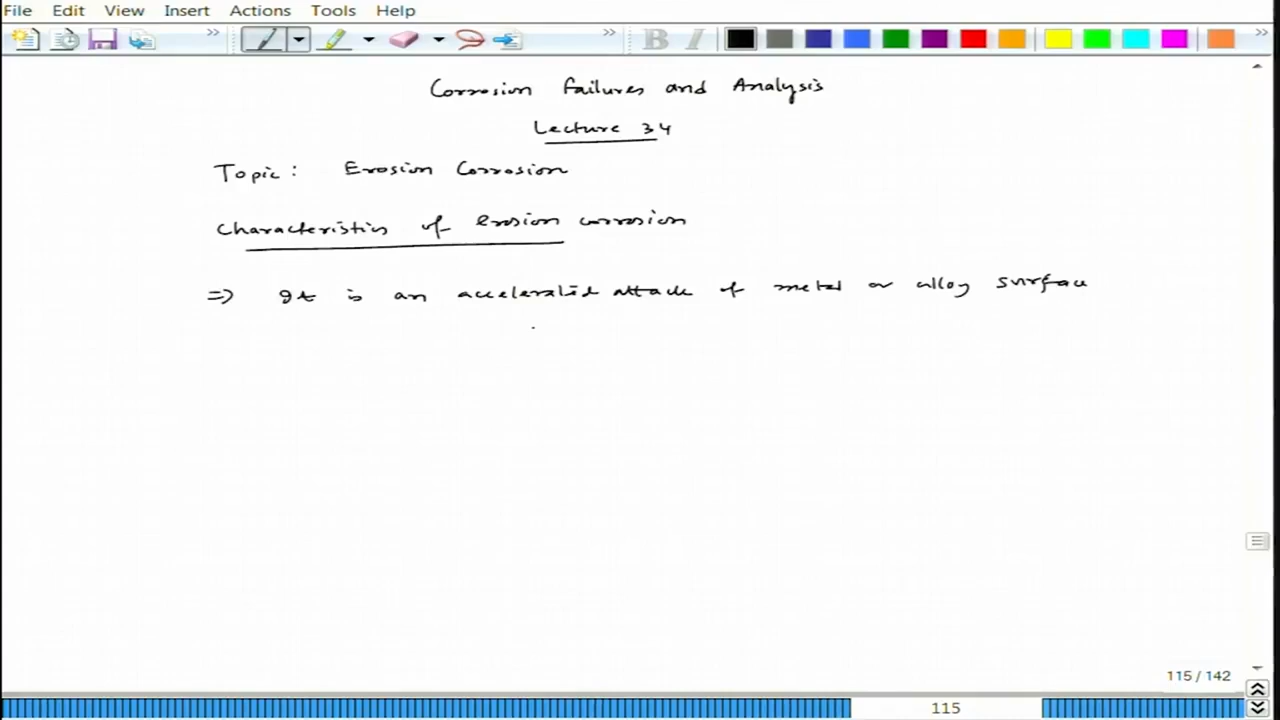 File Edit View Insert Actions Tools Help
B I
Corrosion Failures and Analysis
Lecture 34
Topic: Erosion Corrosion
Characteristics of erosion corrosion
=> It is an accelerated attack of metal or alloy surface
115 / 142
115